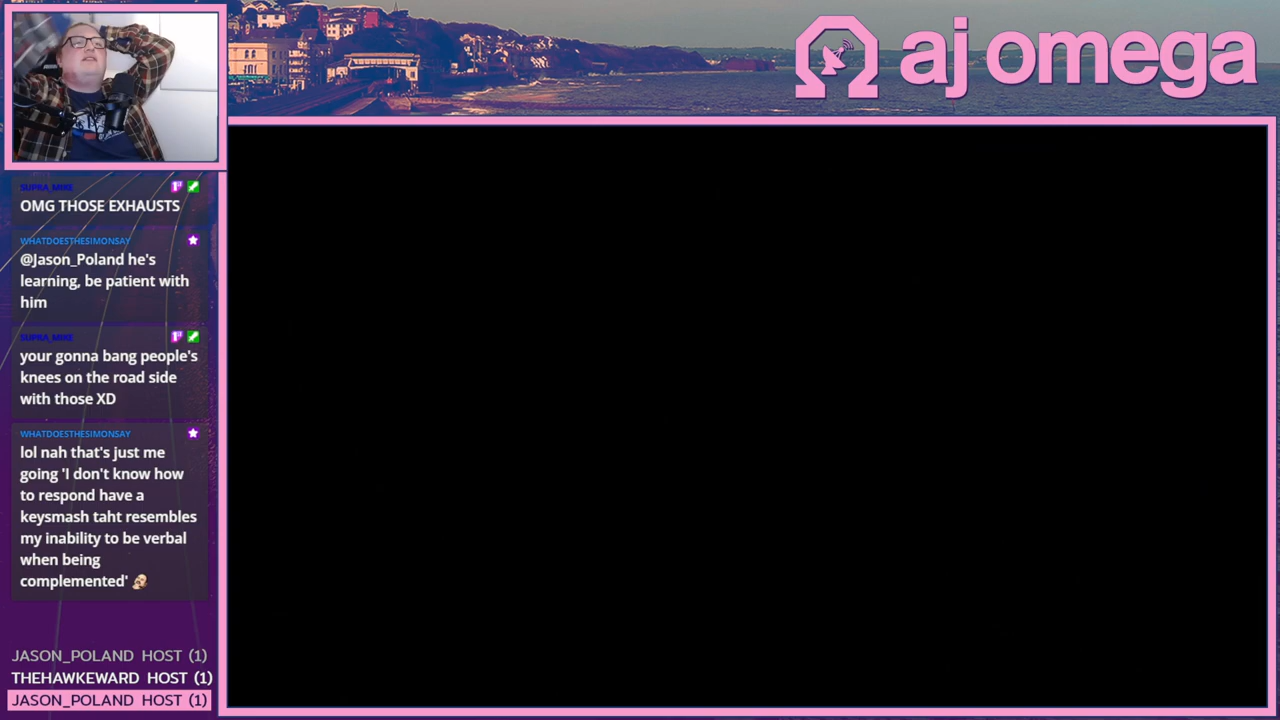 aj omega
SUPRA_MIKE
OMG THOSE EXHAUSTS
WHATDOESTHESIMONSAY
@Jason_Poland he's
learning, be patient with
him
SUPRA_MIKE
your gonna bang people's
knees on the road side
with those XD
WHATDOESTHESIMONSAY
lol nah that's just me
going 'I don't know how
to respond have a
keysmash taht resembles
my inability to be verbal
when being
complemented'
JASON_POLAND HOST (1)
THEHAWKEWARD HOST (1)
JASON_POLAND HOST (1)